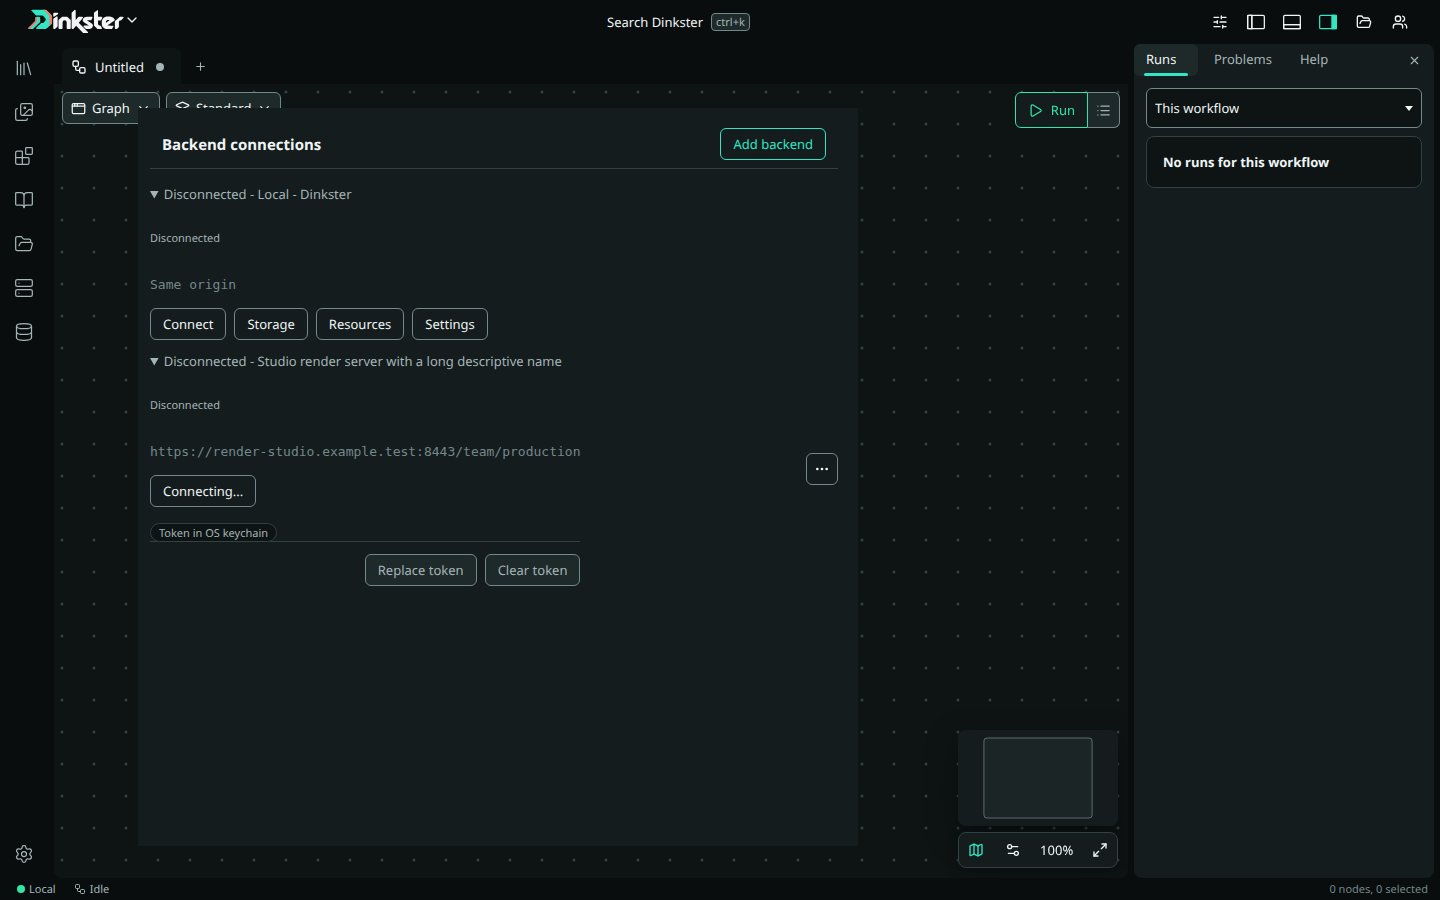 Dinkster
Search Dinkster ctrl+k
Untitled
Graph Standard
Run
Backend connections
Add backend
Disconnected - Local - Dinkster
Disconnected
Same origin
Connect Storage Resources Settings
Disconnected - Studio render server with a long descriptive name
Disconnected
https://render-studio.example.test:8443/team/production
Connecting...
Token in OS keychain
Replace token Clear token
100%
Runs Problems Help
This workflow
No runs for this workflow
Local Idle
0 nodes, 0 selected